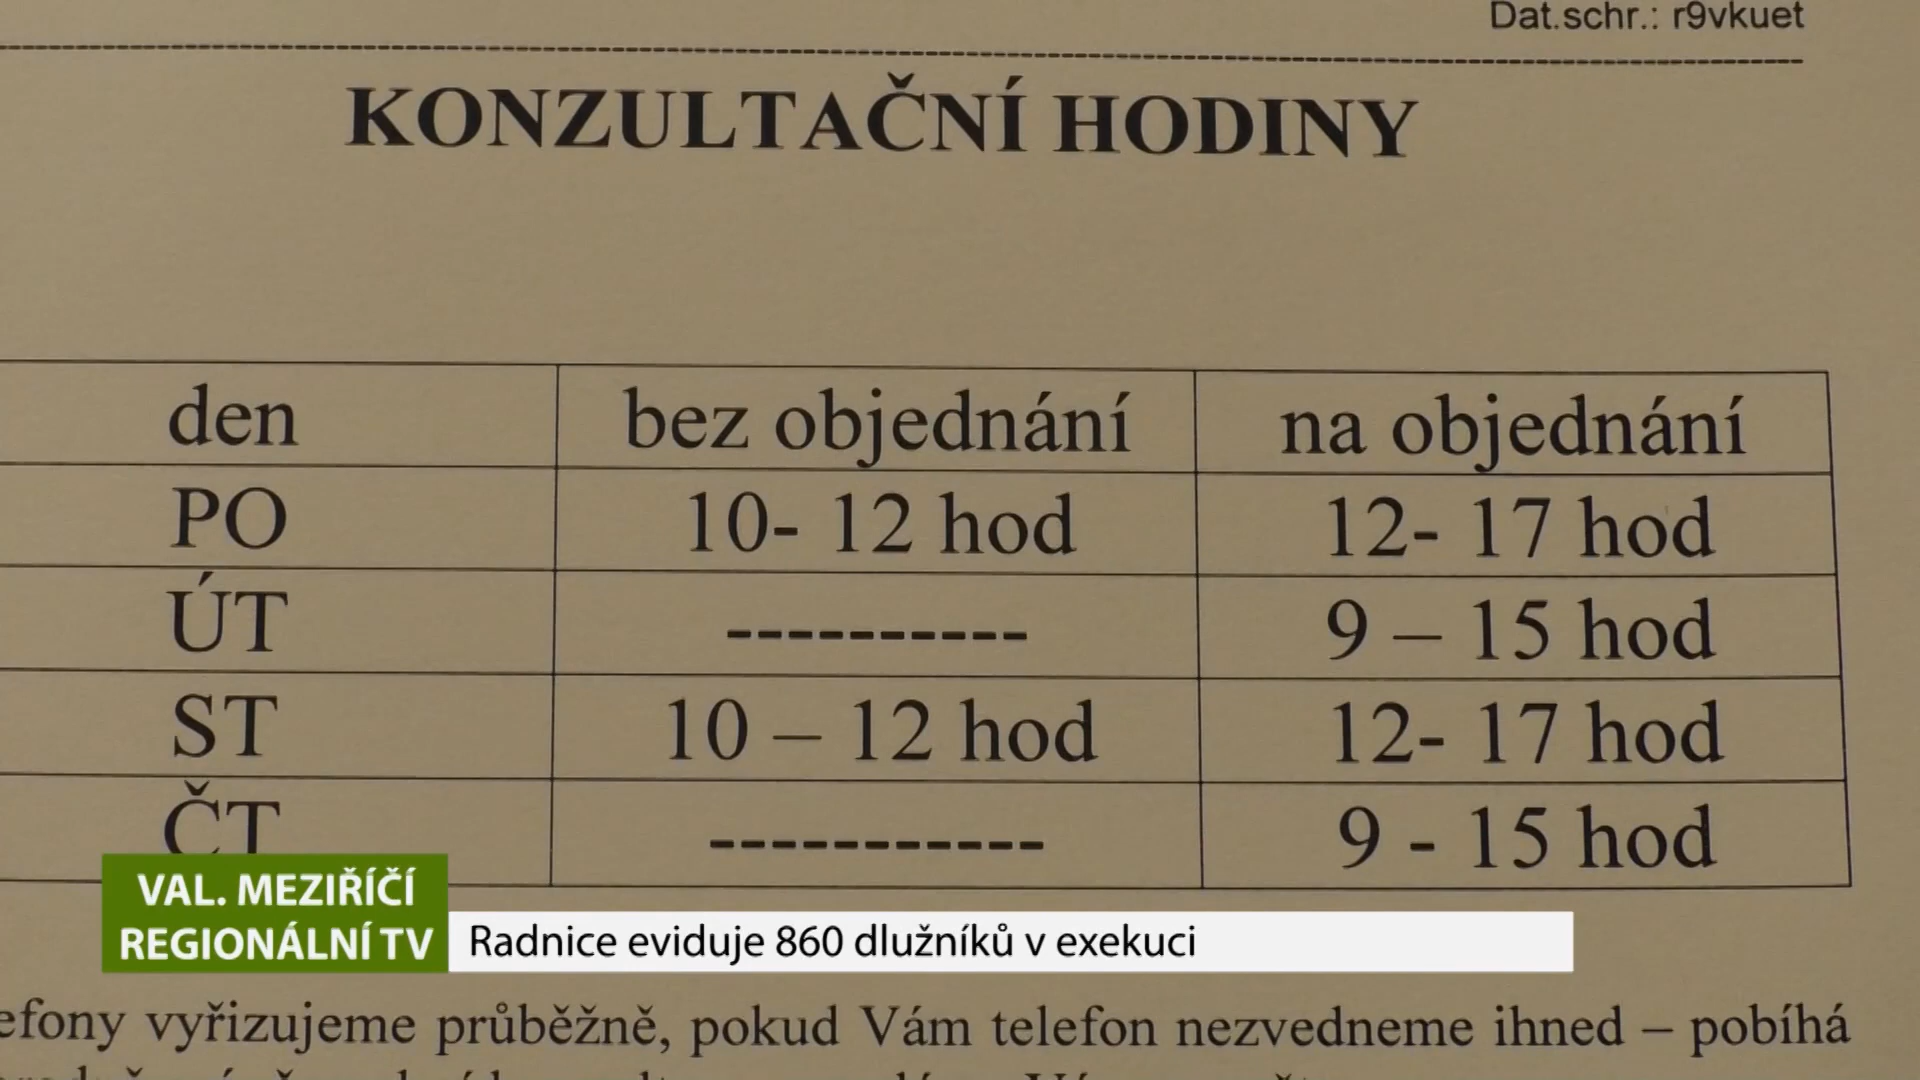 Dat.schr.: r9vkuet
KONZULTAČNÍ HODINY
den bez objednání na objednání
PO 10- 12 hod 12- 17 hod
ÚT ---------- 9 – 15 hod
ST 10 – 12 hod 12- 17 hod
ČT ----------- 9 - 15 hod
VAL. MEZIŘÍČÍ
REGIONÁLNÍ TV
Radnice eviduje 860 dlužníků v exekuci
efony vyřizujeme průběžně, pokud Vám telefon nezvedneme ihned – pobíhá